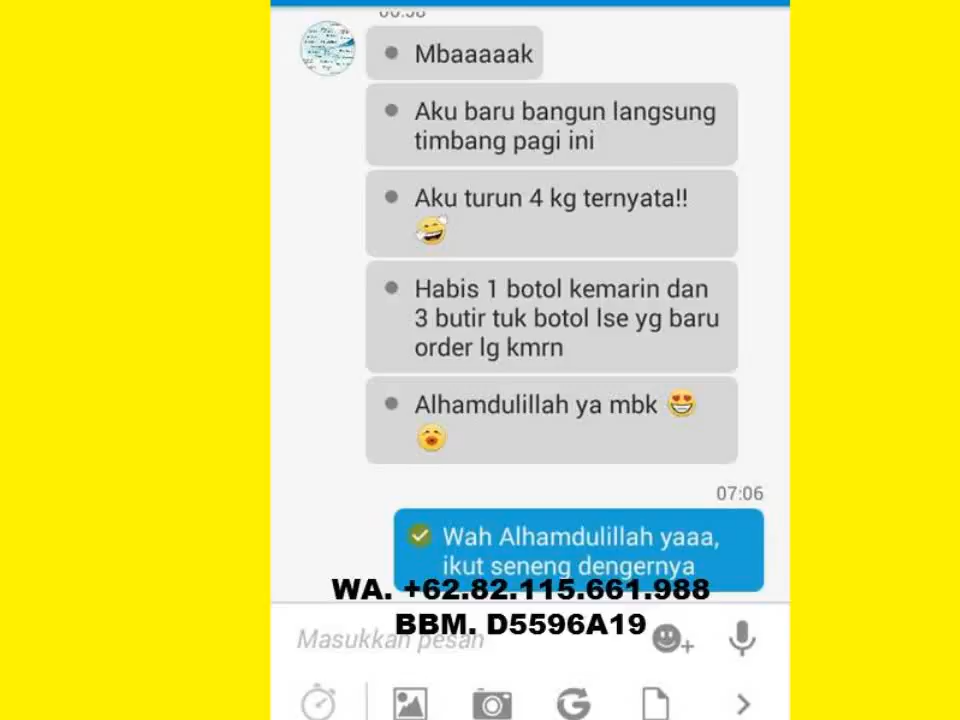 06:58
Mbaaaaak
Aku baru bangun langsung
timbang pagi ini
Aku turun 4 kg ternyata!!
Habis 1 botol kemarin dan
3 butir tuk botol lse yg baru
order lg kmrn
Alhamdulillah ya mbk
07:06
Wah Alhamdulillah yaaa,
ikut seneng dengernya
WA. +62.82.115.661.988
BBM. D5596A19
Masukkan pesan